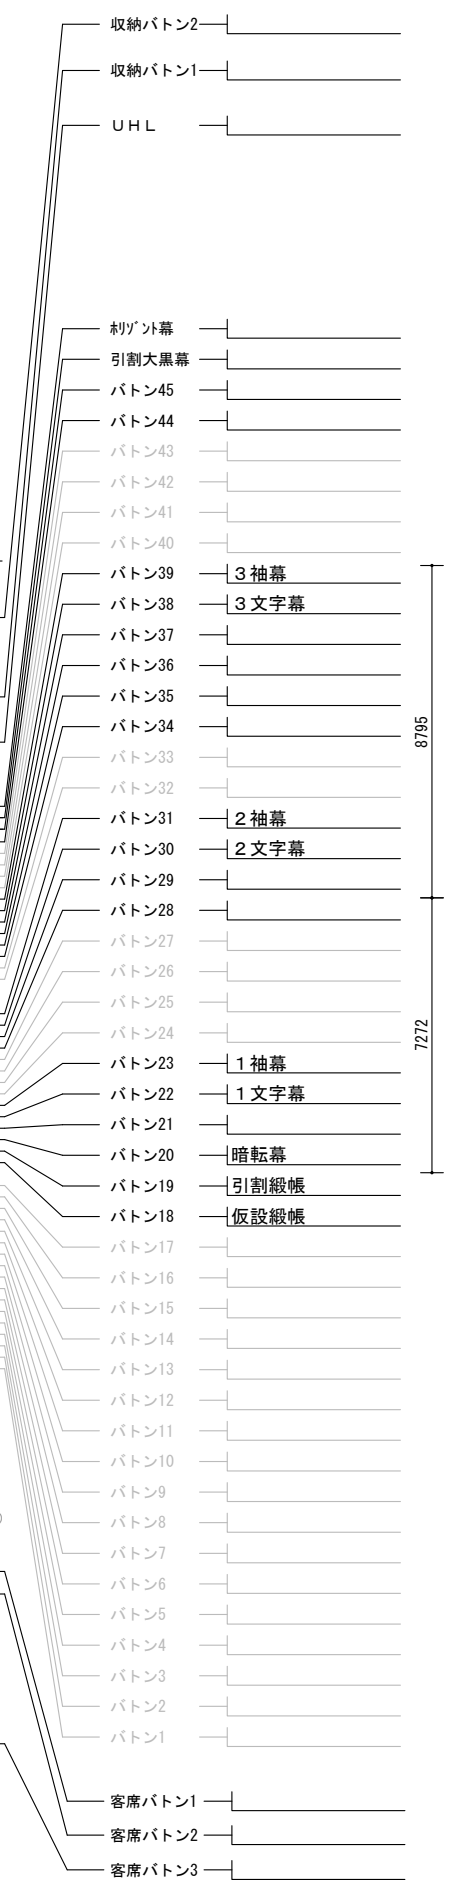 収納バトン2
収納バトン1
ＵＨＬ
ﾎﾘｿﾞﾝﾄ幕
引割大黒幕
バトン45
バトン44
バトン43
バトン42
バトン41
バトン40
バトン39 ３袖幕
バトン38 ３文字幕
バトン37
バトン36
バトン35
バトン34
8795
バトン33
バトン32
バトン31 ２袖幕
バトン30 ２文字幕
バトン29
バトン28
バトン27
バトン26
バトン25
バトン24
7272
バトン23 １袖幕
バトン22 １文字幕
バトン21
バトン20 暗転幕
バトン19 引割緞帳
バトン18 仮設緞帳
バトン17
バトン16
バトン15
バトン14
バトン13
バトン12
バトン11
バトン10
バトン9
バトン8
バトン7
バトン6
バトン5
バトン4
バトン3
バトン2
バトン1
客席バトン1
客席バトン2
客席バトン3